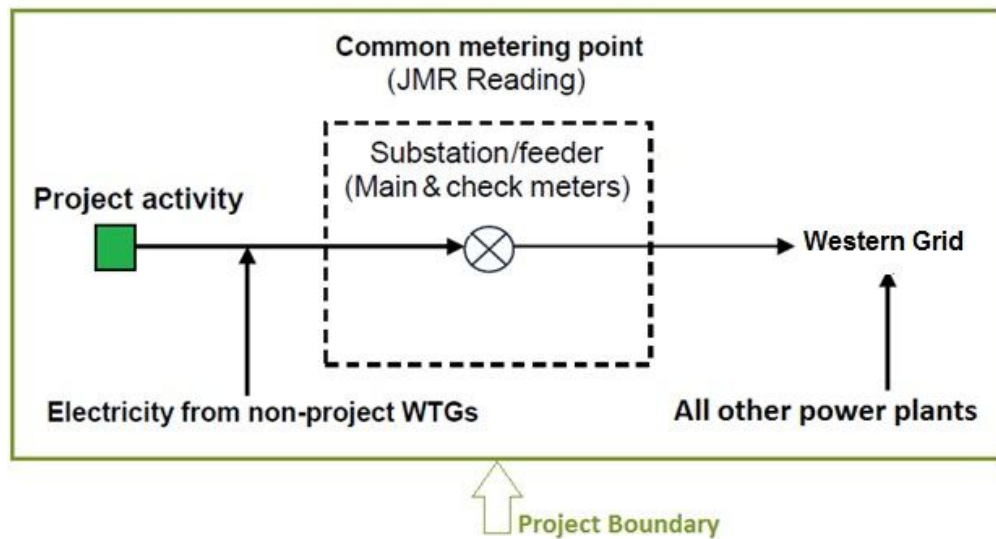 Common metering point
(JMR Reading)
Substation/feeder
(Main & check meters)
Project activity
Western Grid
Electricity from non-project WTGs
All other power plants
Project Boundary